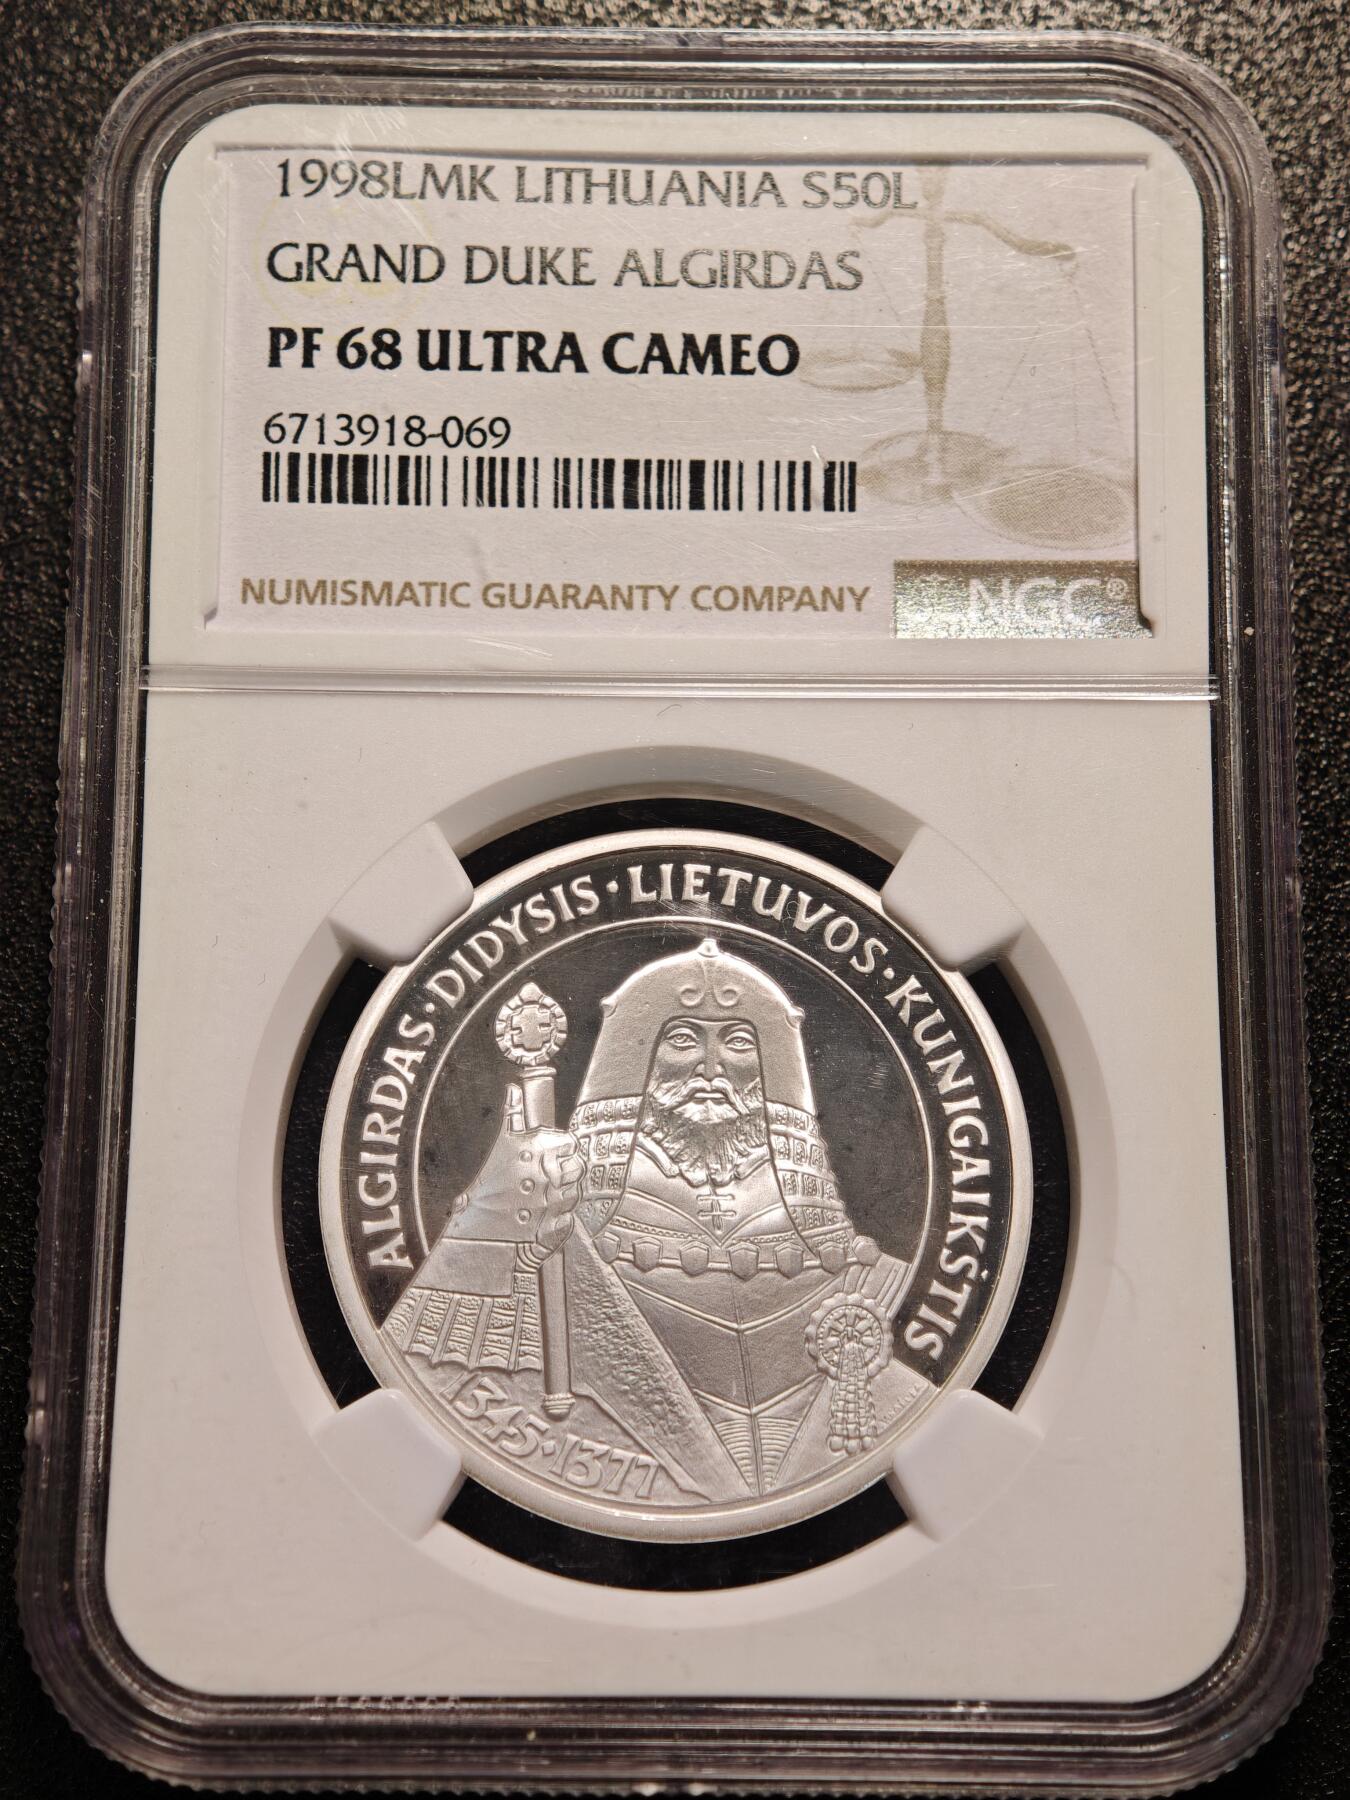 1998LMK LITHUANIA S50L
GRAND DUKE ALGIRDAS
PF 68 ULTRA CAMEO
6713918-069
NUMISMATIC GUARANTY COMPANY
NGC®
ALGIRDAS·DIDYSIS·LIETUVOS·KUNIGAIKŠTIS
1345·1377